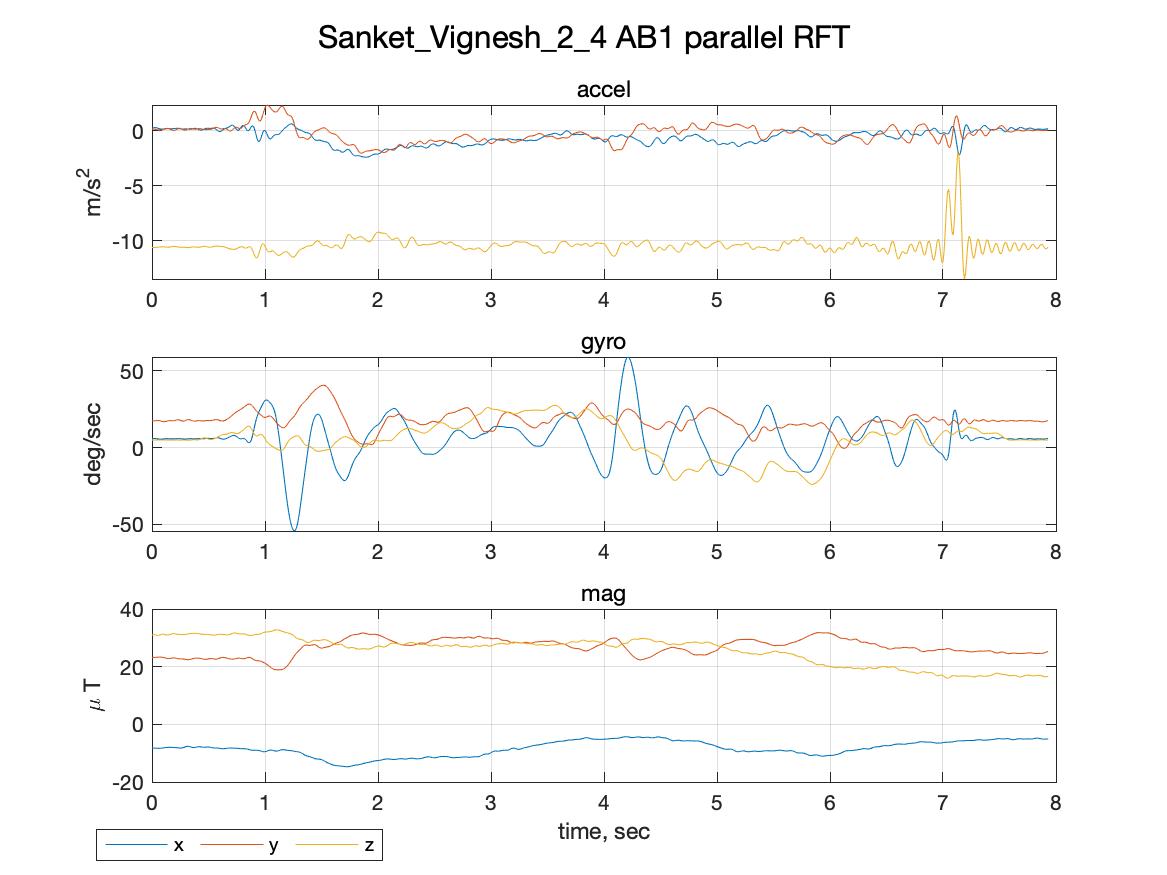 Sanket_Vignesh_2_4 AB1 parallel RFT
accel
m/s2
0
-5
-10
0 1 2 3 4 5 6 7 8
gyro
deg/sec
50
0
-50
0 1 2 3 4 5 6 7 8
mag
μ T
40
20
0
-20
0 1 2 3 4 5 6 7 8
time, sec
x y z